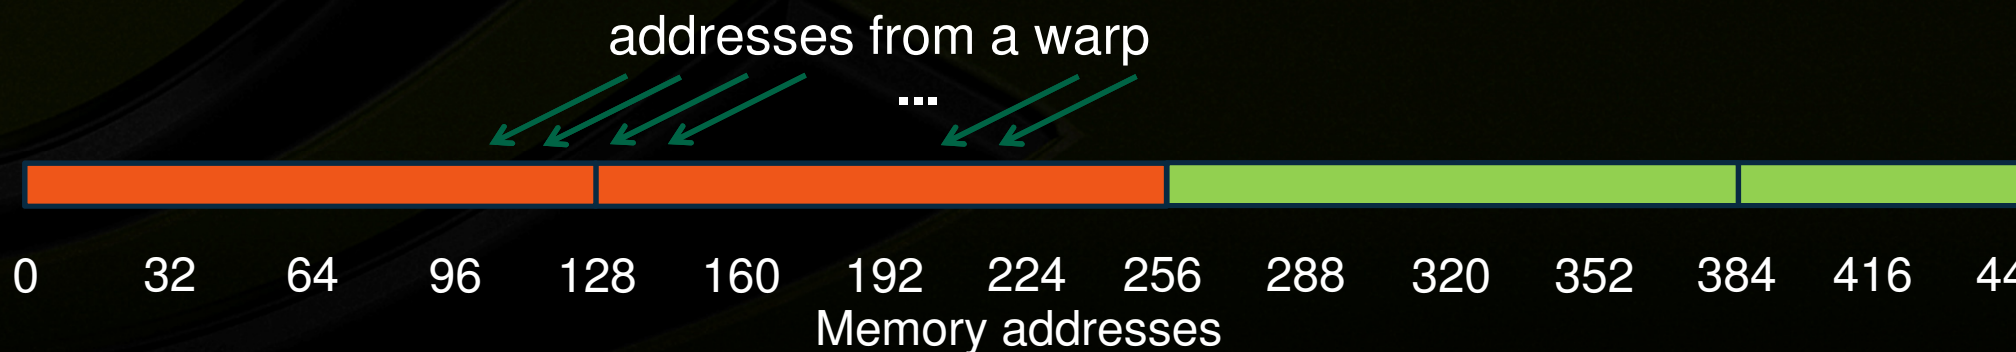 addresses from a warp
...
0 32 64 96 128 160 192 224 256 288 320 352 384 416 44
Memory addresses